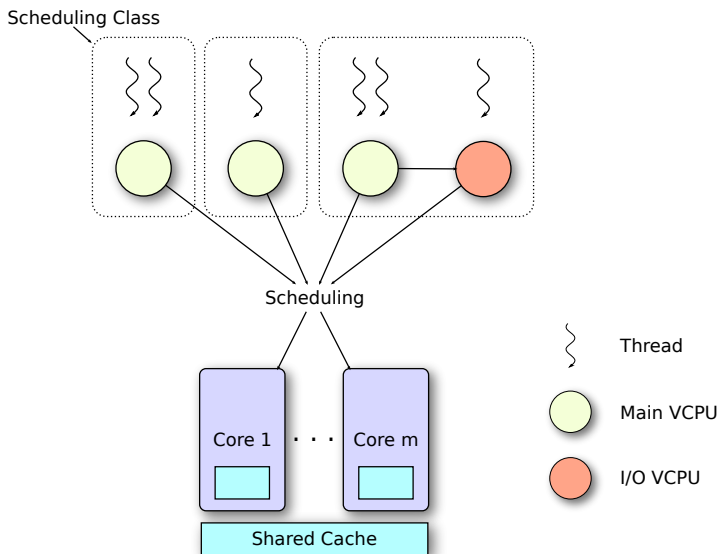 Scheduling Class
Scheduling
Thread
Main VCPU
I/O VCPU
Core 1
. . .
Core m
Shared Cache